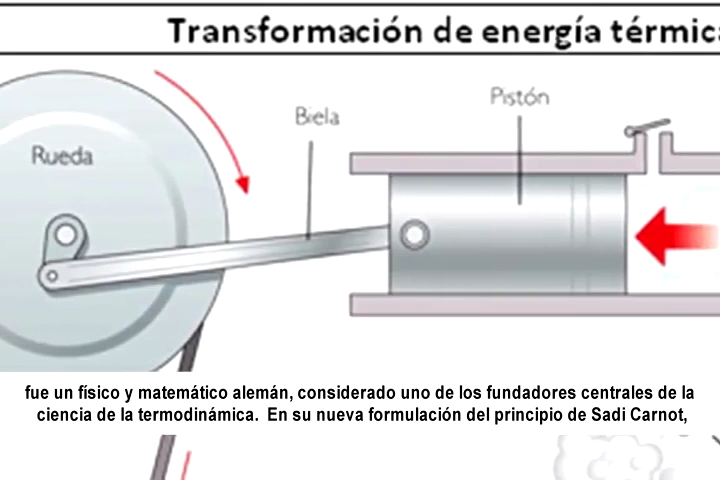 Transformación de energía térmica
Pistón
Biela
Rueda
fue un físico y matemático alemán, considerado uno de los fundadores centrales de la
ciencia de la termodinámica. En su nueva formulación del principio de Sadi Carnot,